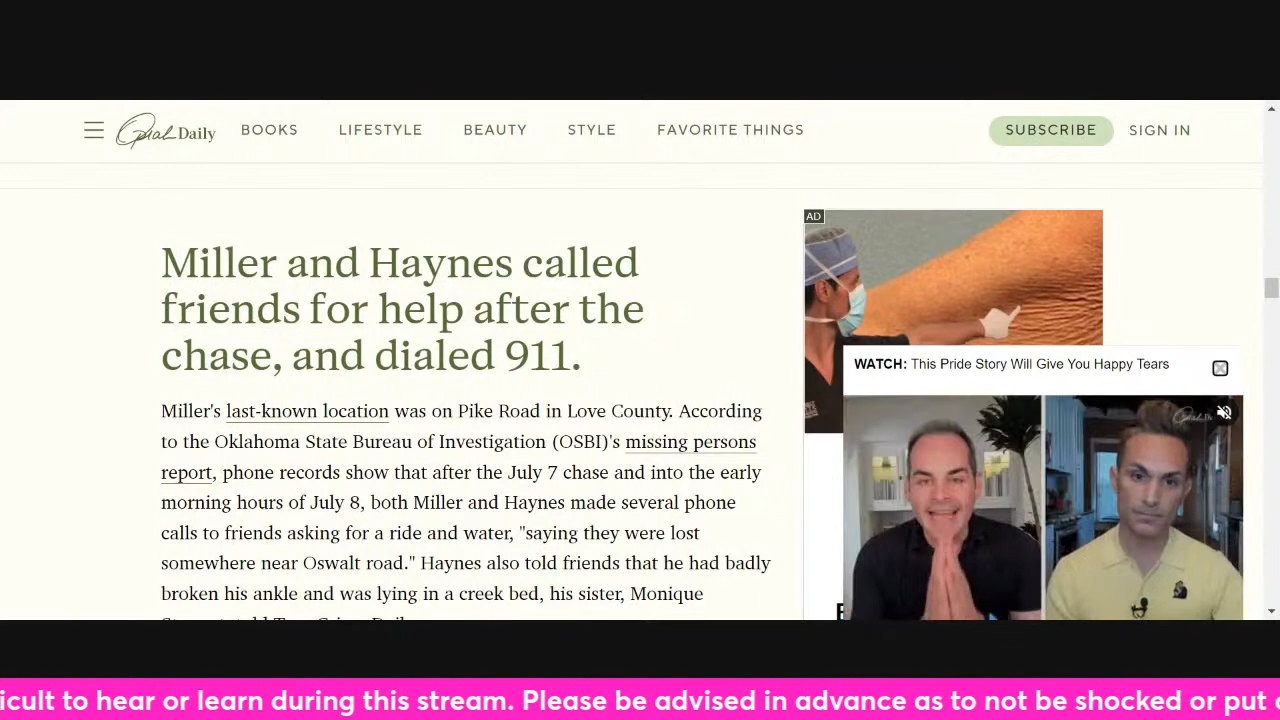 Oprah Daily BOOKS LIFESTYLE BEAUTY STYLE FAVORITE THINGS SUBSCRIBE SIGN IN
Miller and Haynes called
friends for help after the
chase, and dialed 911.
Miller's last-known location was on Pike Road in Love County. According
to the Oklahoma State Bureau of Investigation (OSBI)'s missing persons
report, phone records show that after the July 7 chase and into the early
morning hours of July 8, both Miller and Haynes made several phone
calls to friends asking for a ride and water, "saying they were lost
somewhere near Oswalt road." Haynes also told friends that he had badly
broken his ankle and was lying in a creek bed, his sister, Monique
AD
WATCH: This Pride Story Will Give You Happy Tears
icult to hear or learn during this stream. Please be advised in advance as to not be shocked or put